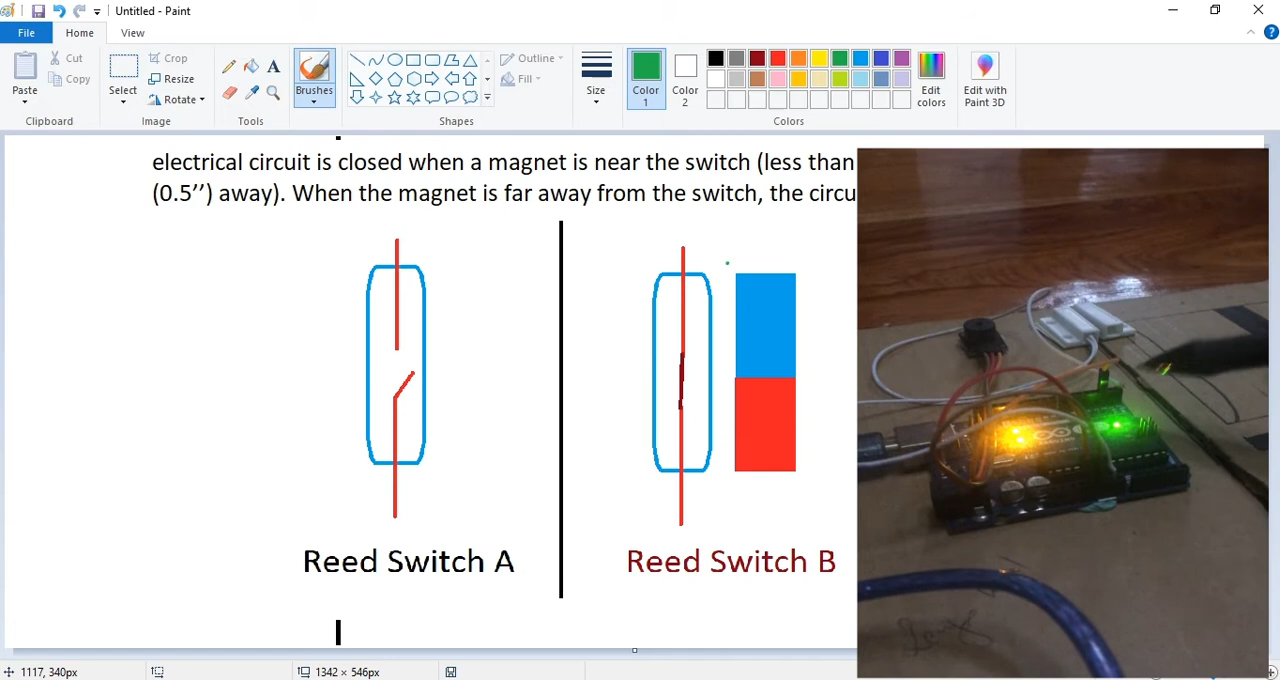 Untitled - Paint
File
Home
View
Paste
Cut
Copy
Clipboard
Select
Crop
Resize
Rotate
Image
Tools
Brushes
Shapes
Outline
Fill
Size
Color 1
Color 2
Edit colors
Edit with Paint 3D
Colors
electrical circuit is closed when a magnet is near the switch (less than
(0.5’’) away). When the magnet is far away from the switch, the circu
Reed Switch A
Reed Switch B
1117, 340px
1342 × 546px